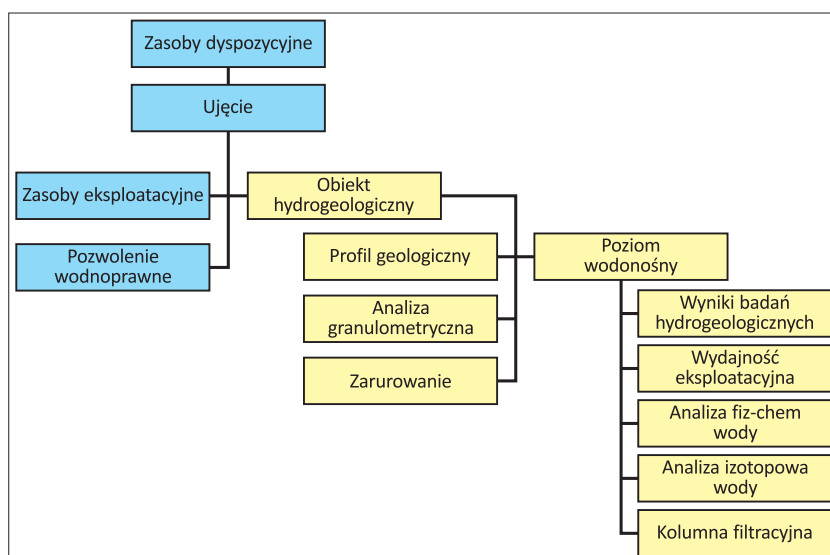 Zasoby dyspozycyjne
Ujęcie
Zasoby eksploatacyjne
Obiekt
hydrogeologiczny
Pozwolenie
wodnoprawne
Profil geologiczny
Poziom
wodonośny
Analiza
granulometryczna
Wyniki badań
hydrogeologicznych
Zarurowanie
Wydajność
eksploatacyjna
Analiza fiz-chem
wody
Analiza izotopowa
wody
Kolumna filtracyjna